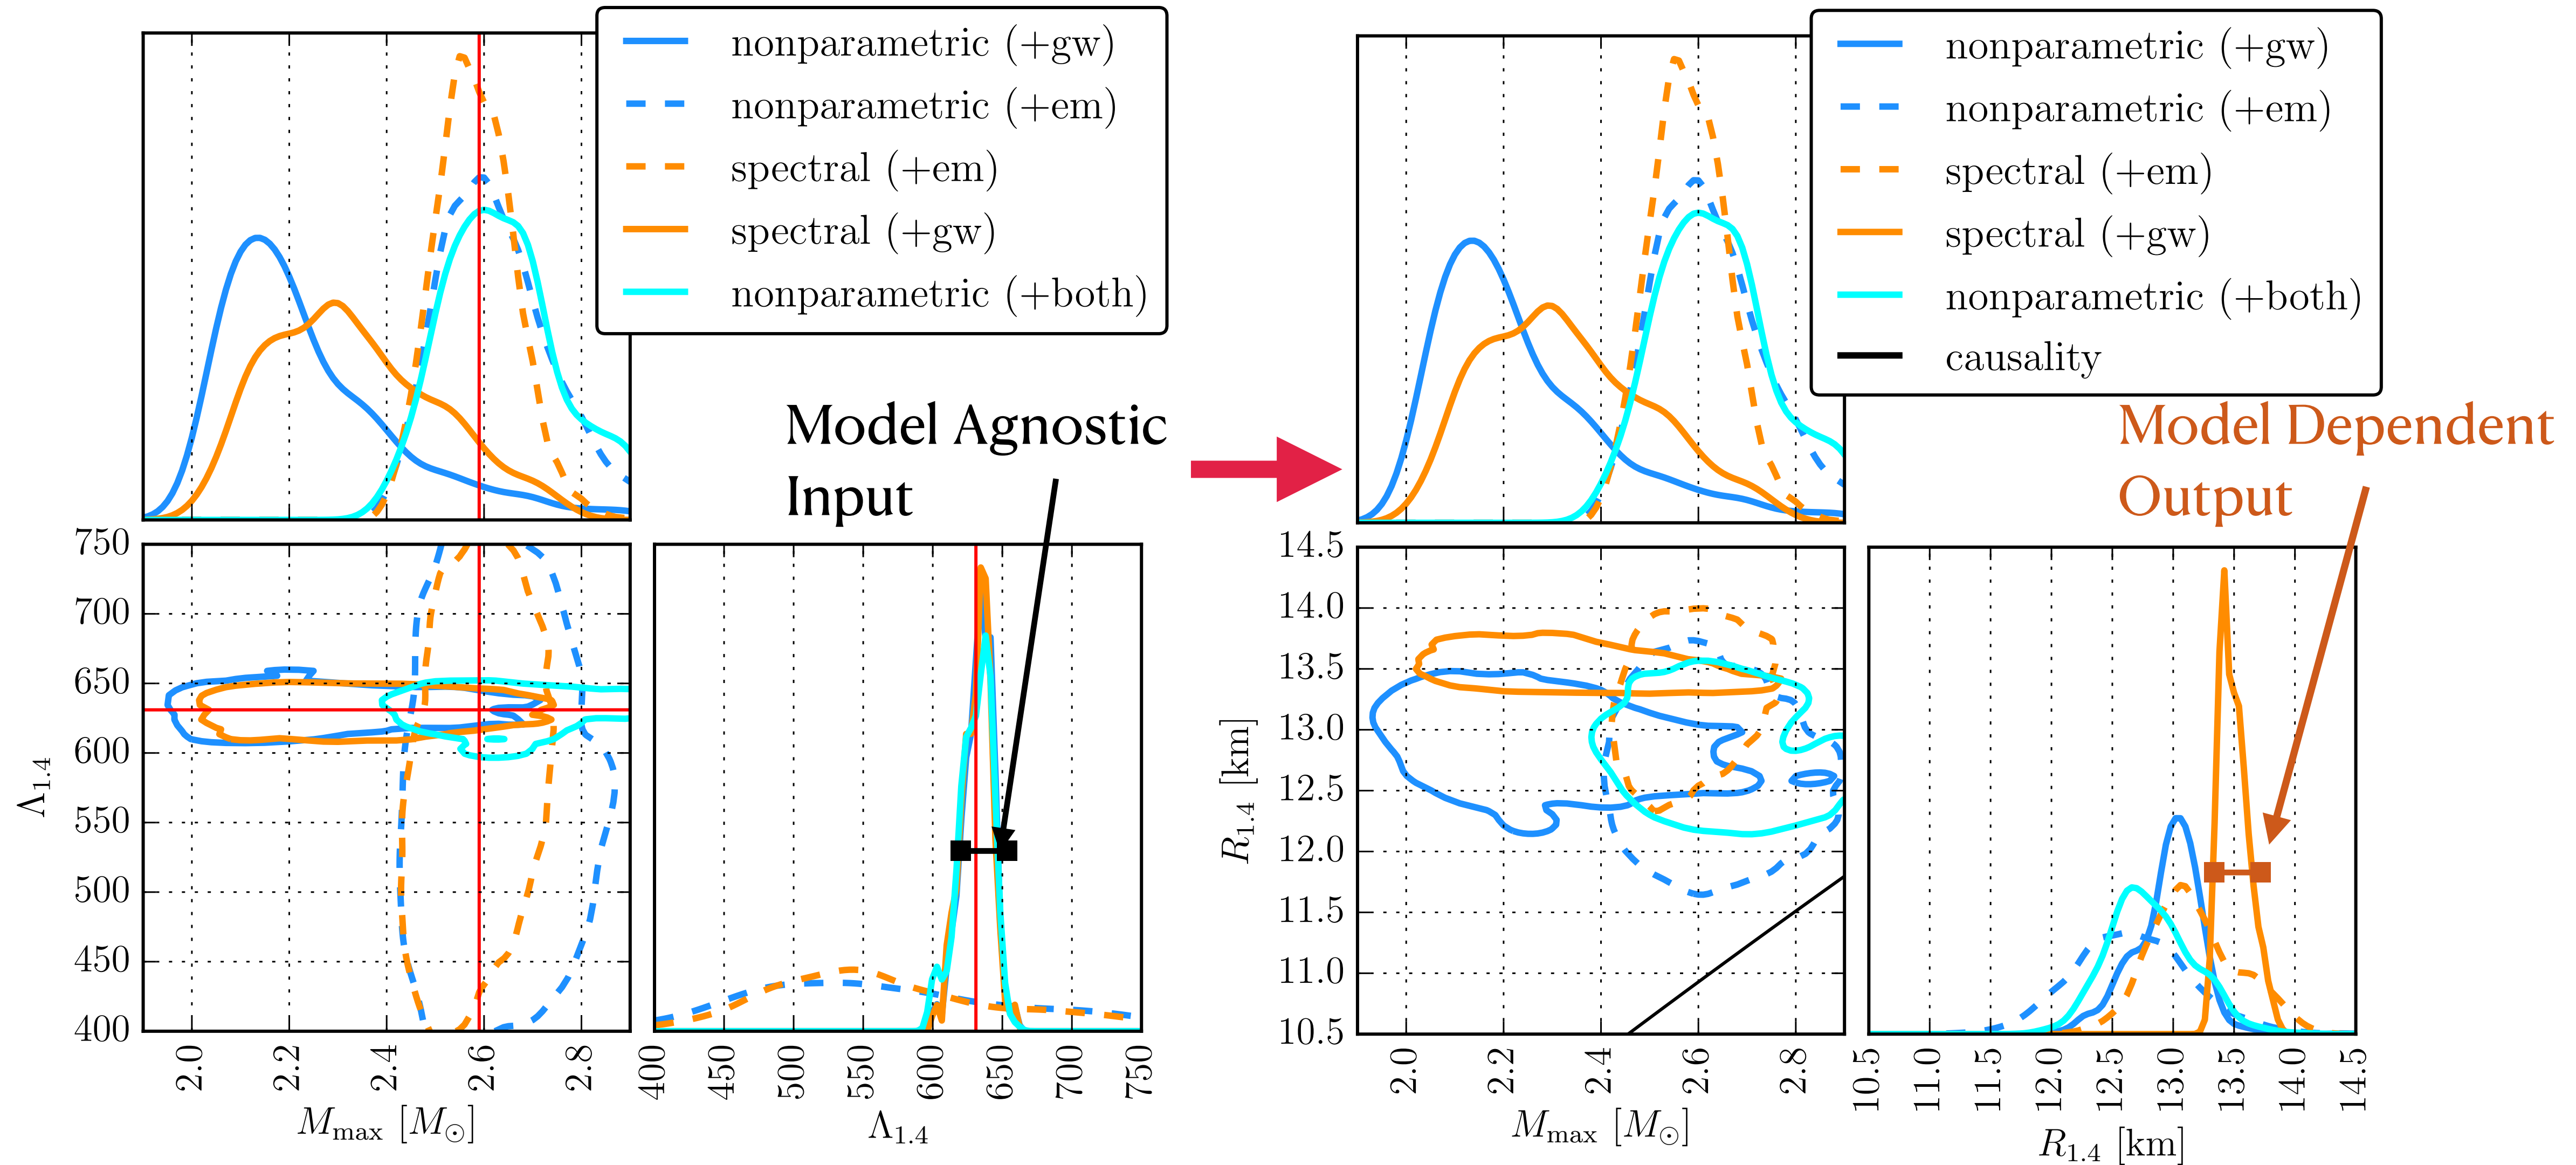 nonparametric (+gw)
nonparametric (+em)
spectral (+em)
spectral (+gw)
nonparametric (+both)
Model Agnostic
Input
750
700
650
600
550
500
450
400
Λ1.4
2.0
2.2
2.4
2.6
2.8
Mmax [M⊙]
400
450
500
550
600
650
700
750
Λ1.4
nonparametric (+gw)
nonparametric (+em)
spectral (+em)
spectral (+gw)
nonparametric (+both)
causality
Model Dependent
Output
14.5
14.0
13.5
13.0
12.5
12.0
11.5
11.0
10.5
R1.4 [km]
2.0
2.2
2.4
2.6
2.8
Mmax [M⊙]
10.5
11.0
11.5
12.0
12.5
13.0
13.5
14.0
14.5
R1.4 [km]